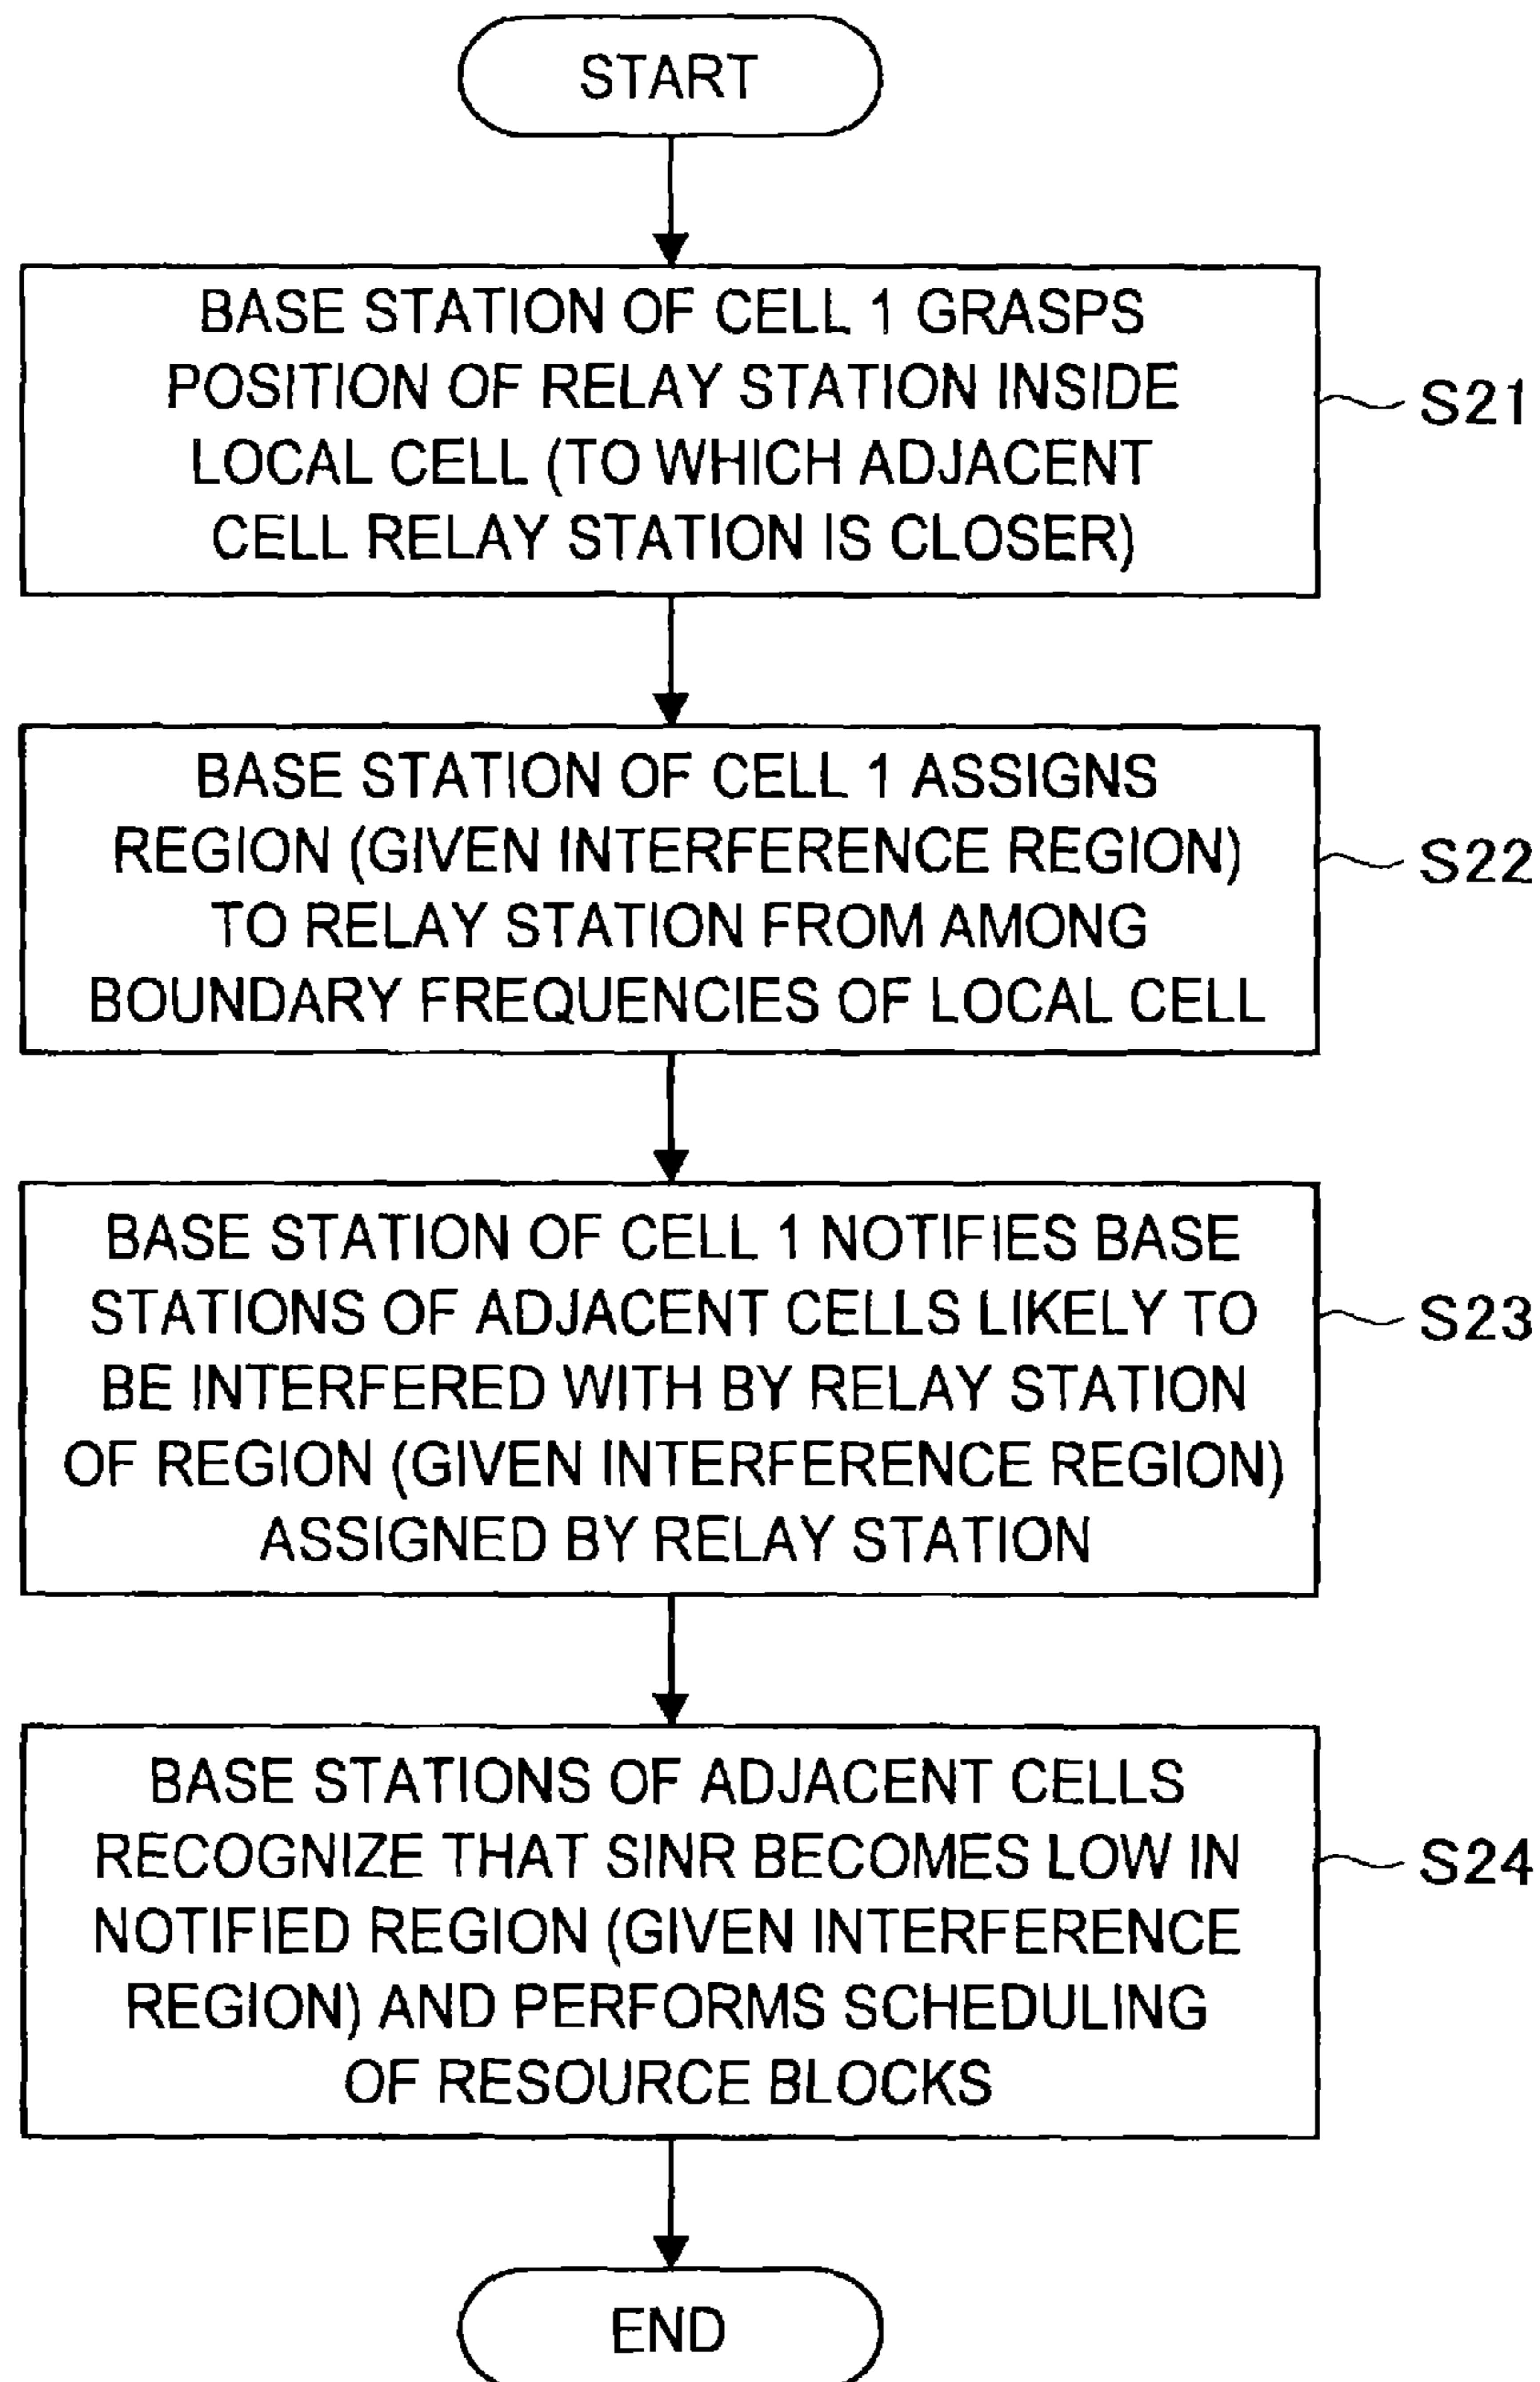 START
BASE STATION OF CELL 1 GRASPS
POSITION OF RELAY STATION INSIDE
LOCAL CELL (TO WHICH ADJACENT
CELL RELAY STATION IS CLOSER)
S21
BASE STATION OF CELL 1 ASSIGNS
REGION (GIVEN INTERFERENCE REGION)
TO RELAY STATION FROM AMONG
BOUNDARY FREQUENCIES OF LOCAL CELL
S22
BASE STATION OF CELL 1 NOTIFIES BASE
STATIONS OF ADJACENT CELLS LIKELY TO
BE INTERFERED WITH BY RELAY STATION
OF REGION (GIVEN INTERFERENCE REGION)
ASSIGNED BY RELAY STATION
S23
BASE STATIONS OF ADJACENT CELLS
RECOGNIZE THAT SINR BECOMES LOW IN
NOTIFIED REGION (GIVEN INTERFERENCE
REGION) AND PERFORMS SCHEDULING
OF RESOURCE BLOCKS
S24
END